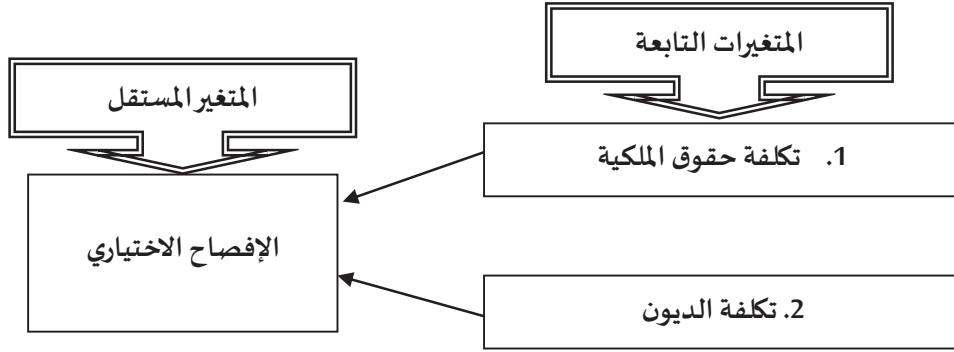 المتغيرات التابعة
المتغير المستقل
1. تكلفة حقوق الملكية
الإفصاح الاختياري
2. تكلفة الديون